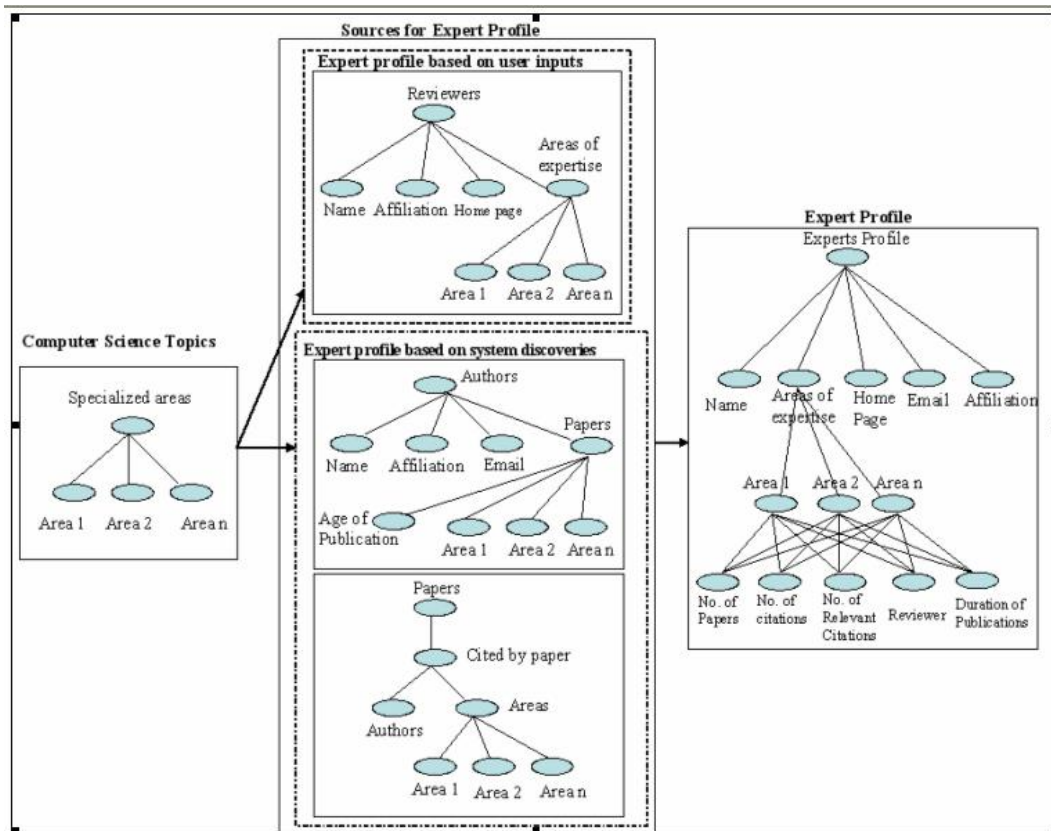 Sources for Expert Profile
Expert profile based on user inputs
Reviewers
Areas of
expertise
Name Affiliation Home page
Area 1 Area 2 Area n
Computer Science Topics
Specialized areas
Area 1 Area 2 Area n
Expert profile based on system discoveries
Authors
Papers
Name Affiliation Email
Age of
Publication
Area 1 Area 2 Area n
Papers
Cited by paper
Authors
Areas
Area 1 Area 2 Area n
Expert Profile
Experts Profile
Name
Areas of
expertise
Home
Page
Email
Affiliation
Area 1 Area 2 Area n
No. of
Papers
No. of
citations
No. of
Relevant
Citations
Reviewer
Duration of
Publications